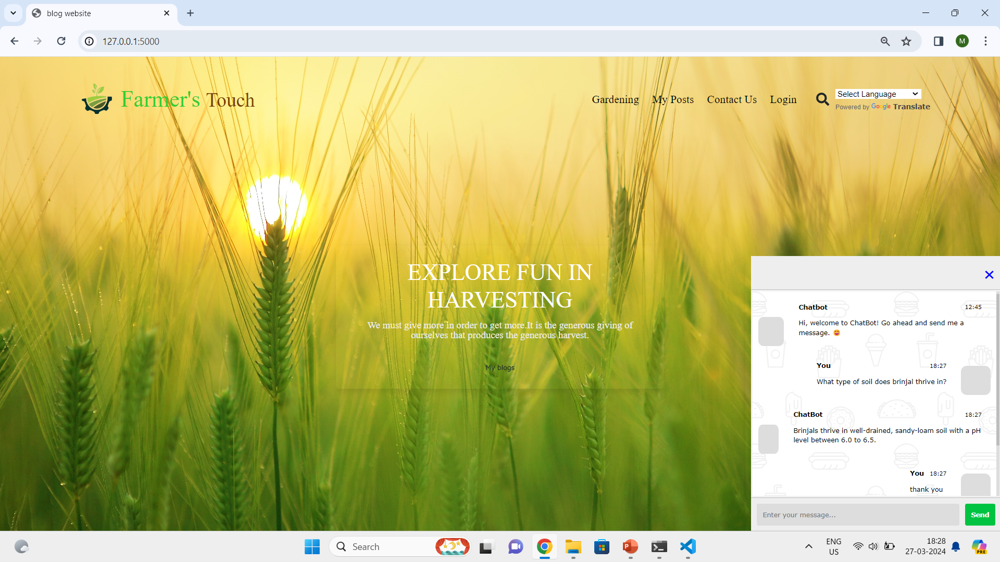 blog website
127.0.0.1:5000
M
Farmer's Touch
Gardening My Posts Contact Us Login
Select Language
Powered by Google Translate
EXPLORE FUN IN
HARVESTING
We must give more in order to get more.It is the generous giving of
ourselves that produces the generous harvest.
My blogs
Chatbot 12:45
Hi, welcome to ChatBot! Go ahead and send me a
message. 😄
You 18:27
What type of soil does brinjal thrive in?
ChatBot 18:27
Brinjals thrive in well-drained, sandy-loam soil with a pH
level between 6.0 to 6.5.
You 18:27
thank you
Enter your message...
Send
Search
ENG
US
18:28
27-03-2024
PRE